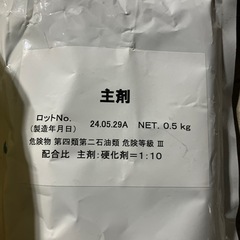 主剤
ロットNo.
(製造年月日) 24.05.29A NET. 0.5 kg
危険物 第四類第二石油類 危険等級 Ⅲ
配合比 主剤:硬化剤=1:10